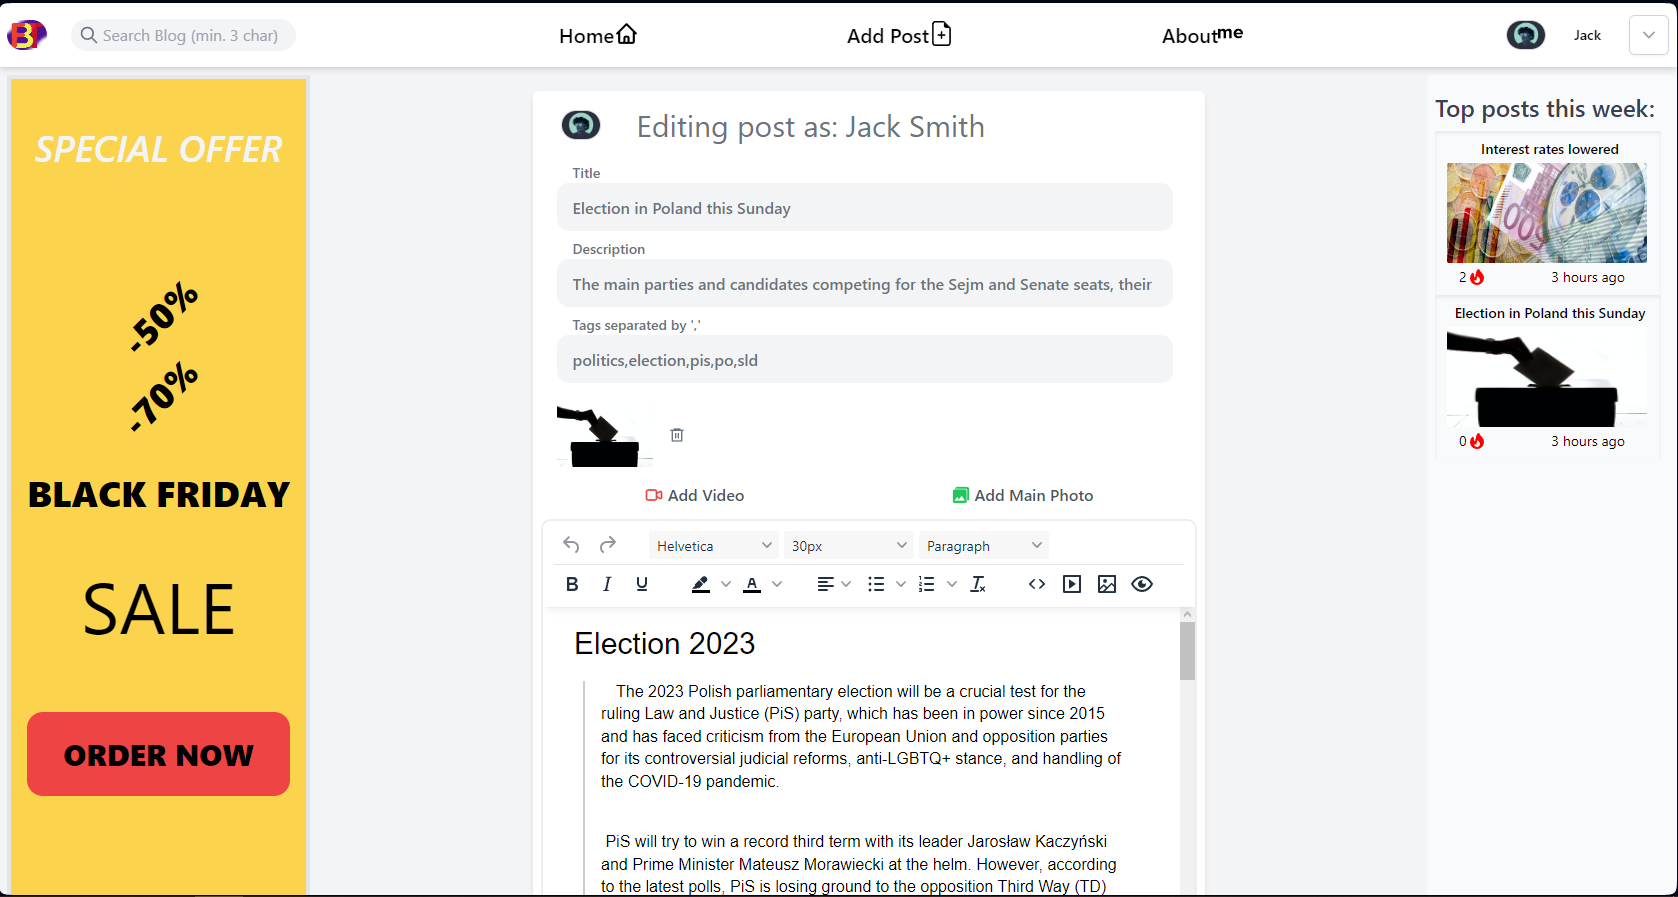 BT
Search Blog (min. 3 char)
Home
Add Post
Aboutme
Jack
SPECIAL OFFER
-50%
-70%
BLACK FRIDAY
SALE
ORDER NOW
Editing post as: Jack Smith
Title
Election in Poland this Sunday
Description
The main parties and candidates competing for the Sejm and Senate seats, their
Tags separated by ','
politics,election,pis,po,sld
Add Video
Add Main Photo
Helvetica
30px
Paragraph
B I U
A
Election 2023
The 2023 Polish parliamentary election will be a crucial test for the
ruling Law and Justice (PiS) party, which has been in power since 2015
and has faced criticism from the European Union and opposition parties
for its controversial judicial reforms, anti-LGBTQ+ stance, and handling of
the COVID-19 pandemic.
PiS will try to win a record third term with its leader Jarosław Kaczyński
and Prime Minister Mateusz Morawiecki at the helm. However, according
to the latest polls, PiS is losing ground to the opposition Third Way (TD)
Top posts this week:
Interest rates lowered
2
3 hours ago
Election in Poland this Sunday
0
3 hours ago